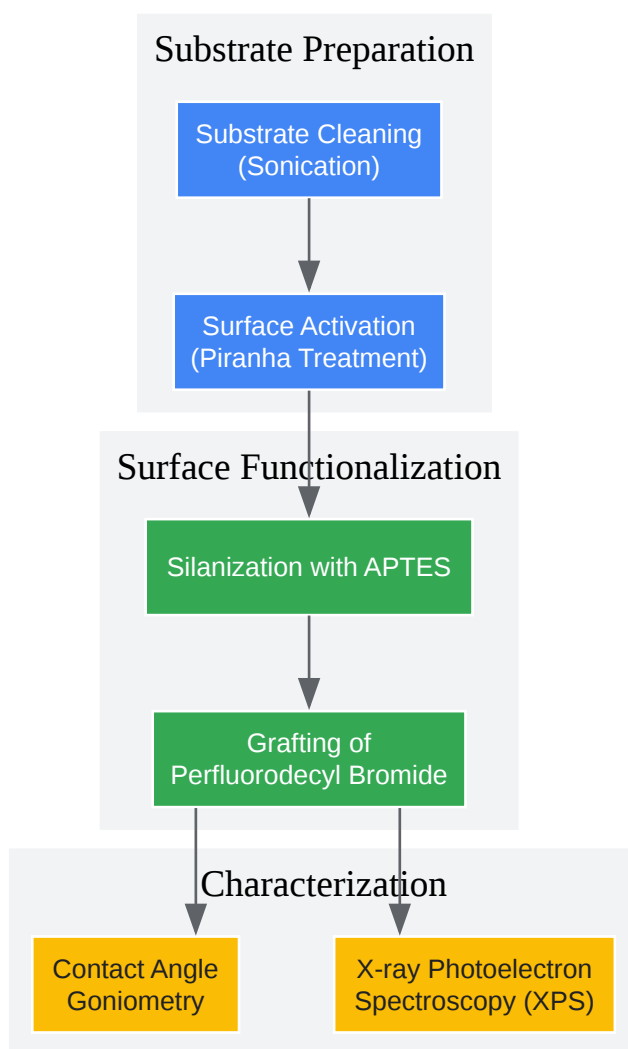 Substrate Preparation
Substrate Cleaning
(Sonication)
Surface Activation
(Piranha Treatment)
Surface Functionalization
Silanization with APTES
Grafting of
Perfluorodecyl Bromide
Characterization
Contact Angle
Goniometry
X-ray Photoelectron
Spectroscopy (XPS)